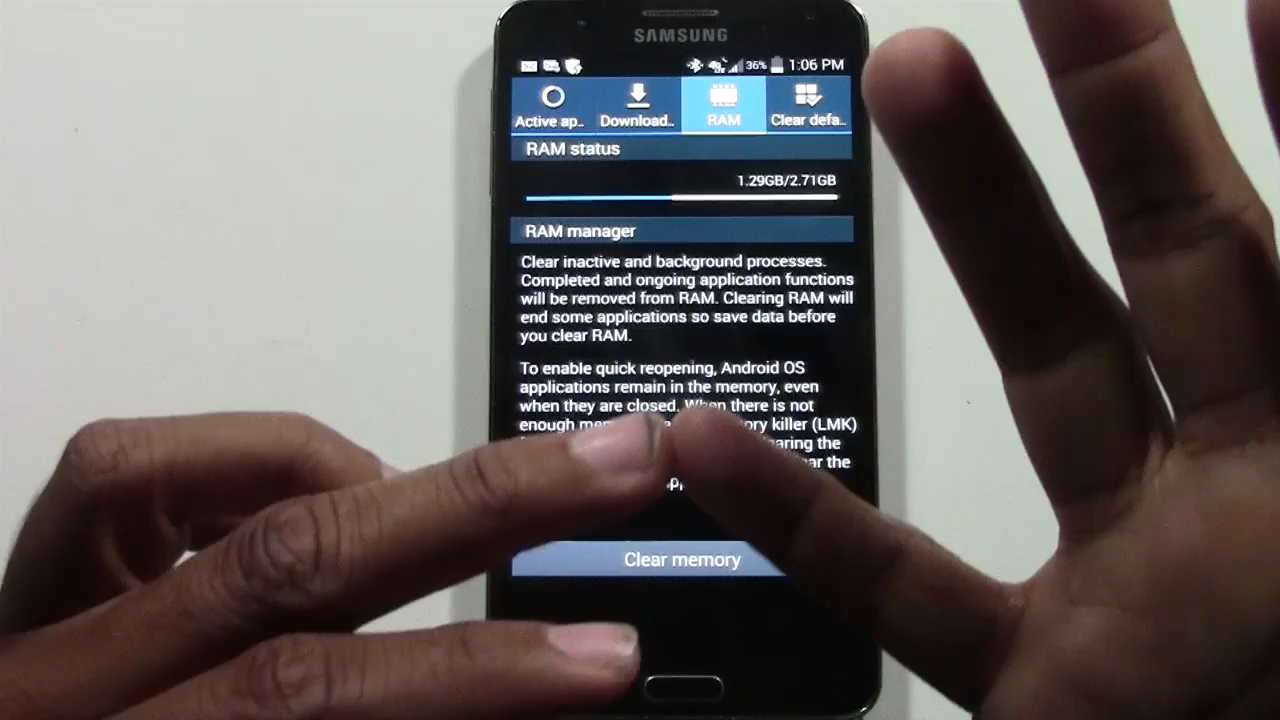 SAMSUNG
36% 1:06 PM
Active ap.. Download.. RAM Clear defa..
RAM status
1.29GB/2.71GB
RAM manager
Clear inactive and background processes.
Completed and ongoing application functions
will be removed from RAM. Clearing RAM will
end some applications so save data before
you clear RAM.
To enable quick reopening, Android OS
applications remain in the memory, even
when they are closed. When there is not
enough killer (LMK)
the
the
Clear memory